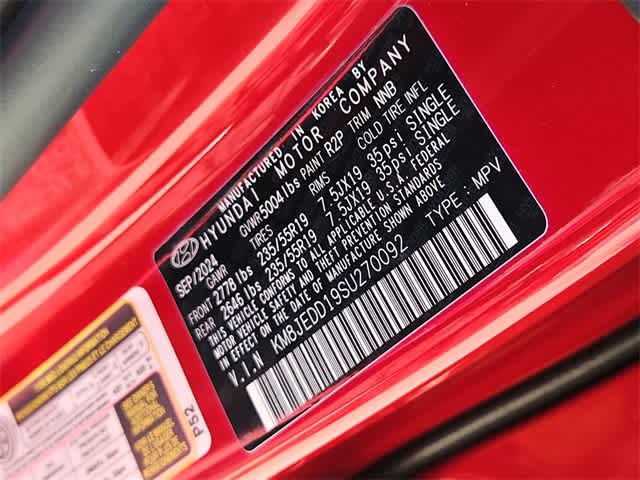 MANUFACTURED IN KOREA BY
HYUNDAI MOTOR COMPANY
SEP/2024 GVWR5004lbs PAINT R2P TRIM NNB
GAWR TIRES RIMS COLD TIRE INFL
FRONT 2778 lbs 235/55R19 7.5JX19 35psi SINGLE
REAR 2646 lbs 235/55R19 7.5JX19 35psi SINGLE
THIS VEHICLE CONFORMS TO ALL APPLICABLE U.S.A. FEDERAL
MOTOR VEHICLE SAFETY AND THEFT PREVENTION STANDARDS
IN EFFECT ON THE DATE OF MANUFACTURE SHOWN ABOVE.
V.I.N KM8JEDD19SU270092 TYPE: MPV
P52